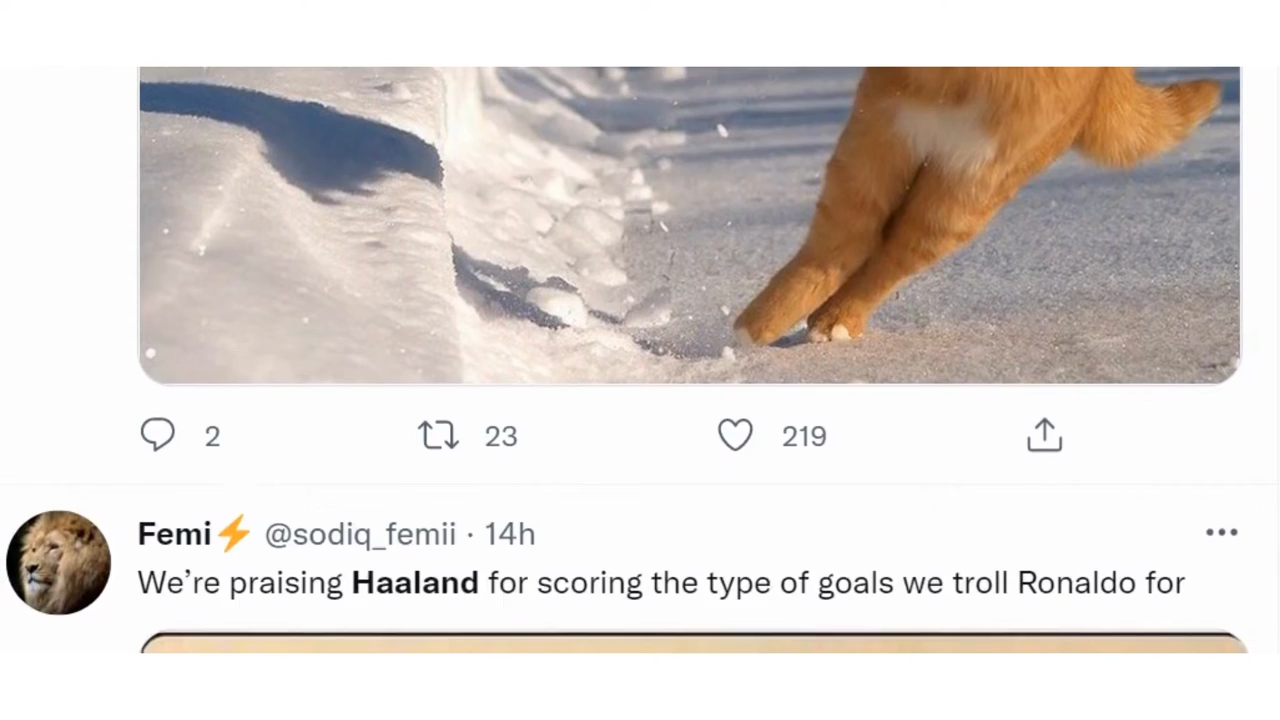 2 23 219
Femi⚡ @sodiq_femii · 14h
We’re praising Haaland for scoring the type of goals we troll Ronaldo for